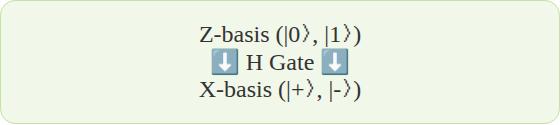 Z-basis (|0⟩, |1⟩)
⬇️ H Gate ⬇️
X-basis (|+⟩, |-⟩)